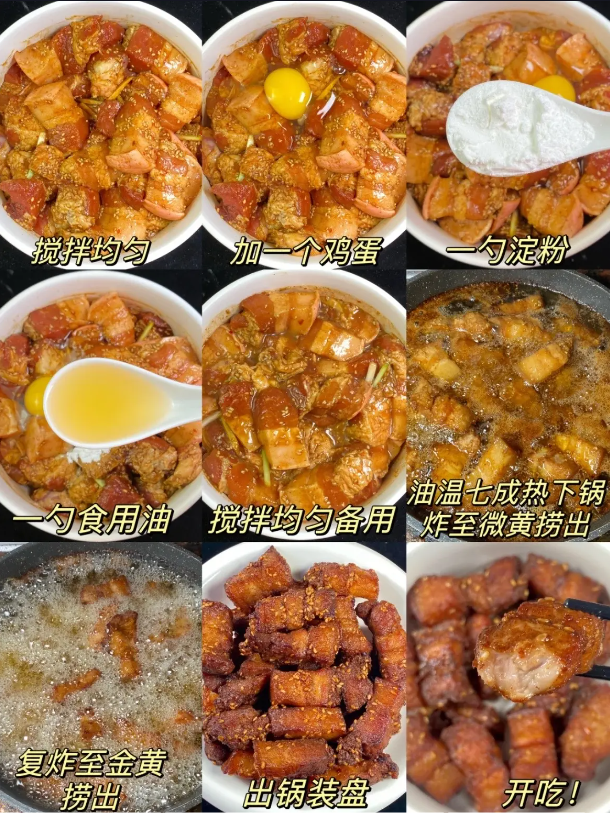 搅拌均匀
加一个鸡蛋
一勺淀粉
一勺食用油
搅拌均匀备用
油温七成热下锅
炸至微黄捞出
复炸至金黄
捞出
出锅装盘
开吃!